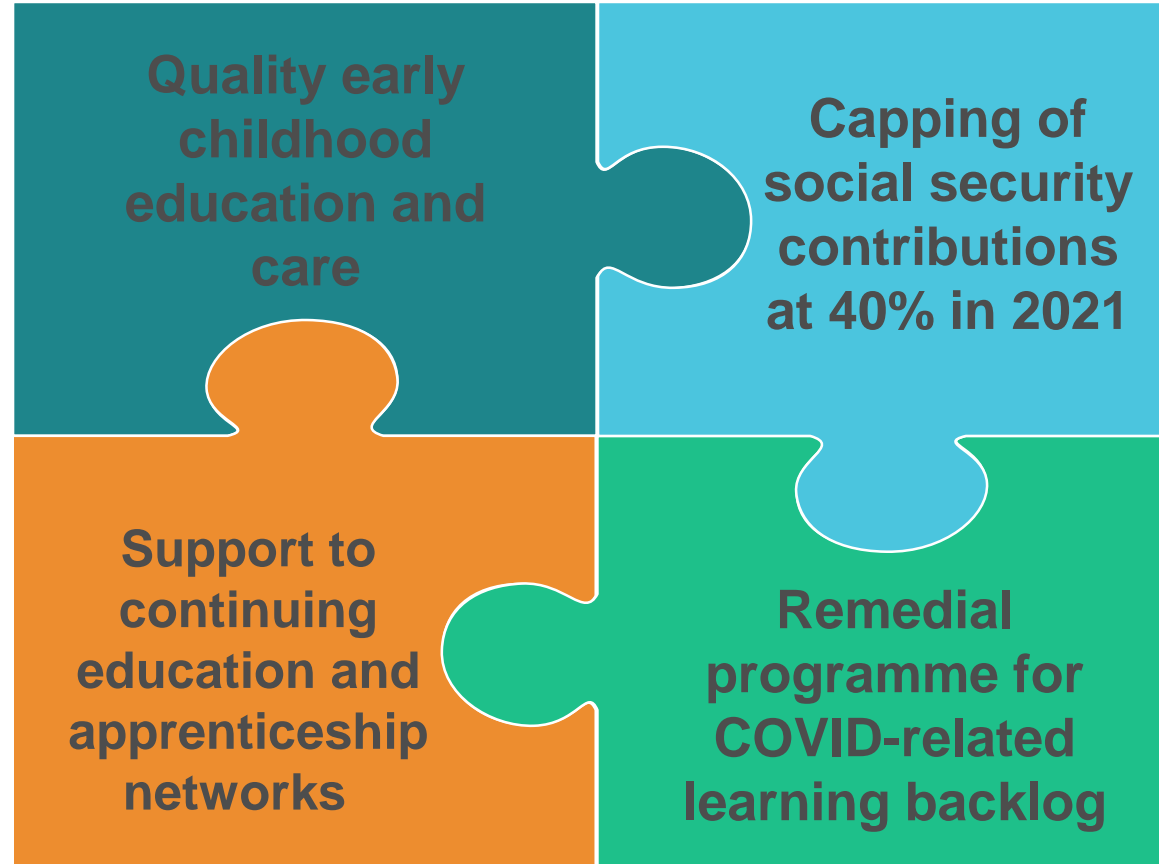 Quality early
childhood
education and
care
Capping of
social security
contributions
at 40% in 2021
Support to
continuing
education and
apprenticeship
networks
Remedial
programme for
COVID-related
learning backlog